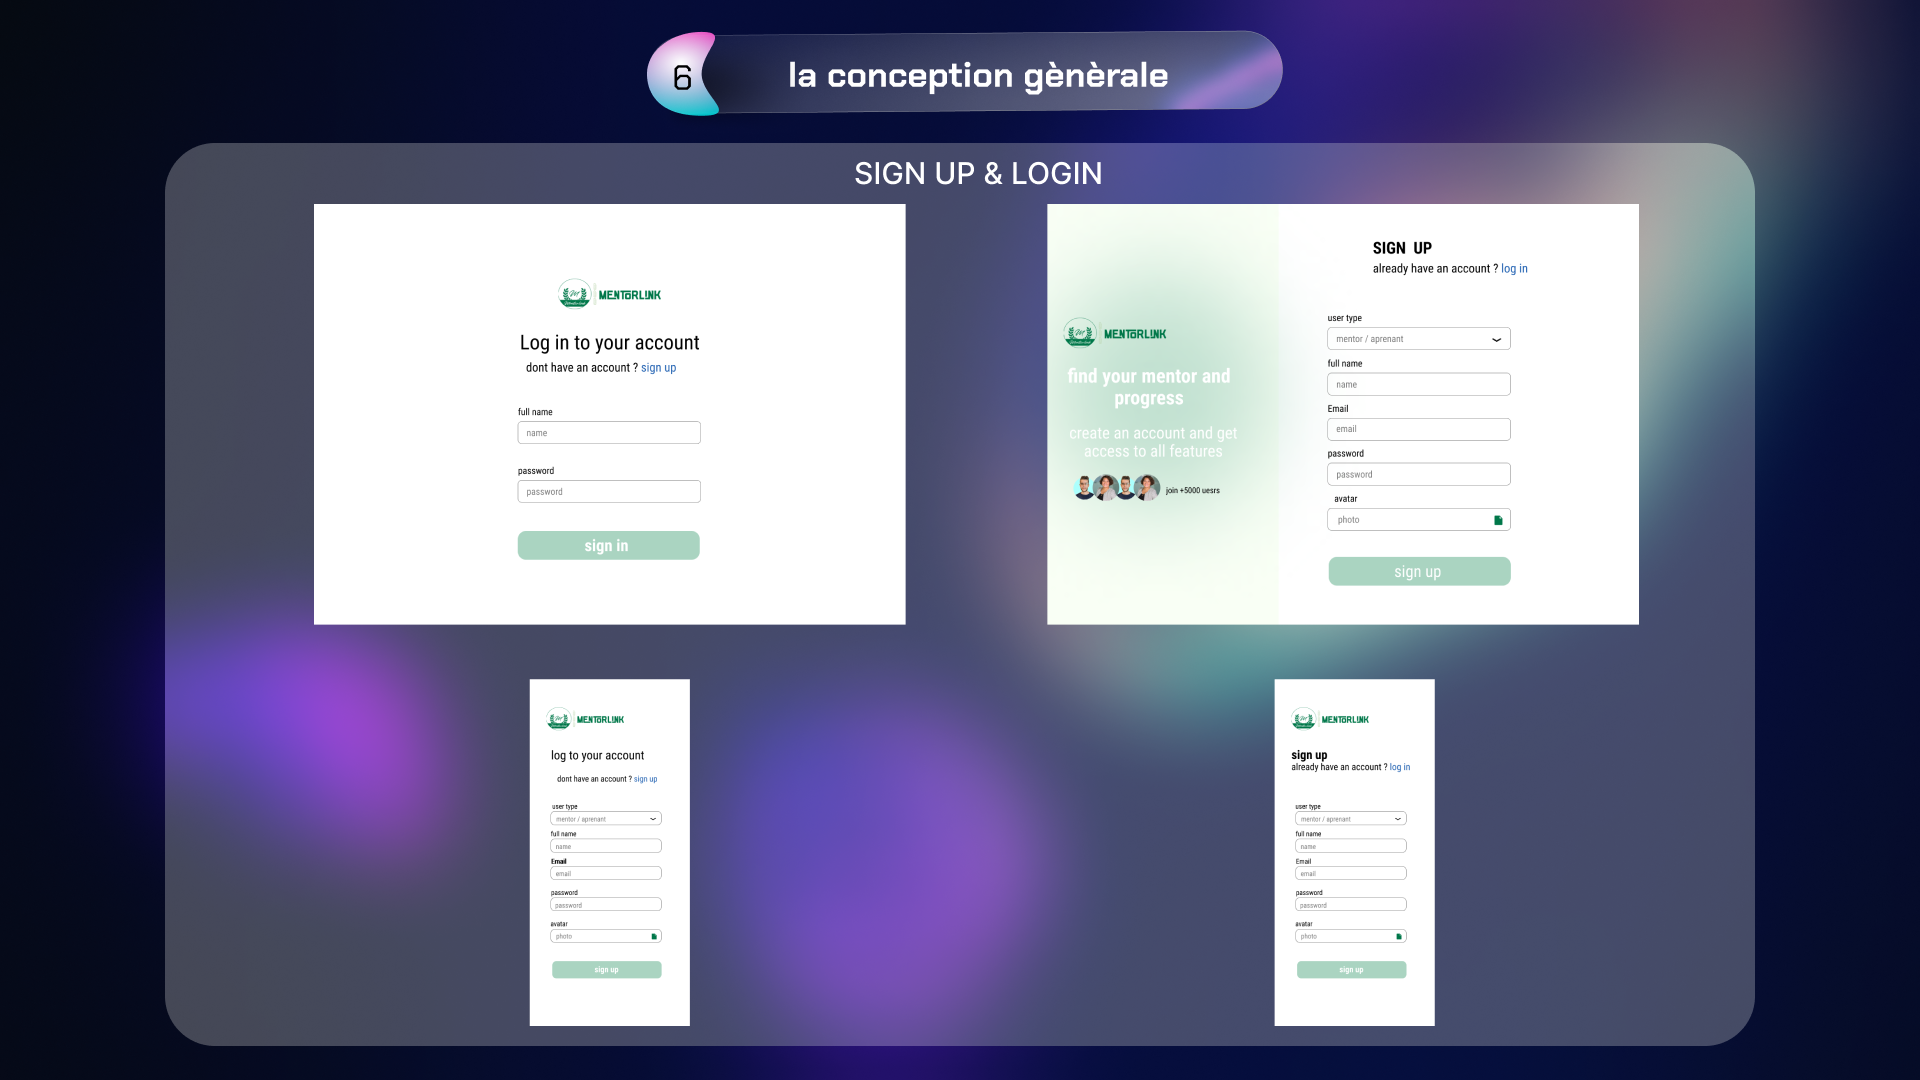 6
la conception gènèrale
SIGN UP & LOGIN
MENTORLINK
Log in to your account
dont have an account ? sign up
full name
name
password
password
sign in
MENTORLINK
find your mentor and
progress
create an account and get
access to all features
join +5000 uesrs
SIGN UP
already have an account ? log in
user type
mentor / aprenant
full name
name
Email
email
password
password
avatar
photo
sign up
MENTORLINK
log to your account
dont have an account ? sign up
user type
mentor / aprenant
full name
name
Email
email
password
password
avatar
photo
sign up
MENTORLINK
sign up
already have an account ? log in
user type
mentor / aprenant
full name
name
Email
email
password
password
avatar
photo
sign up